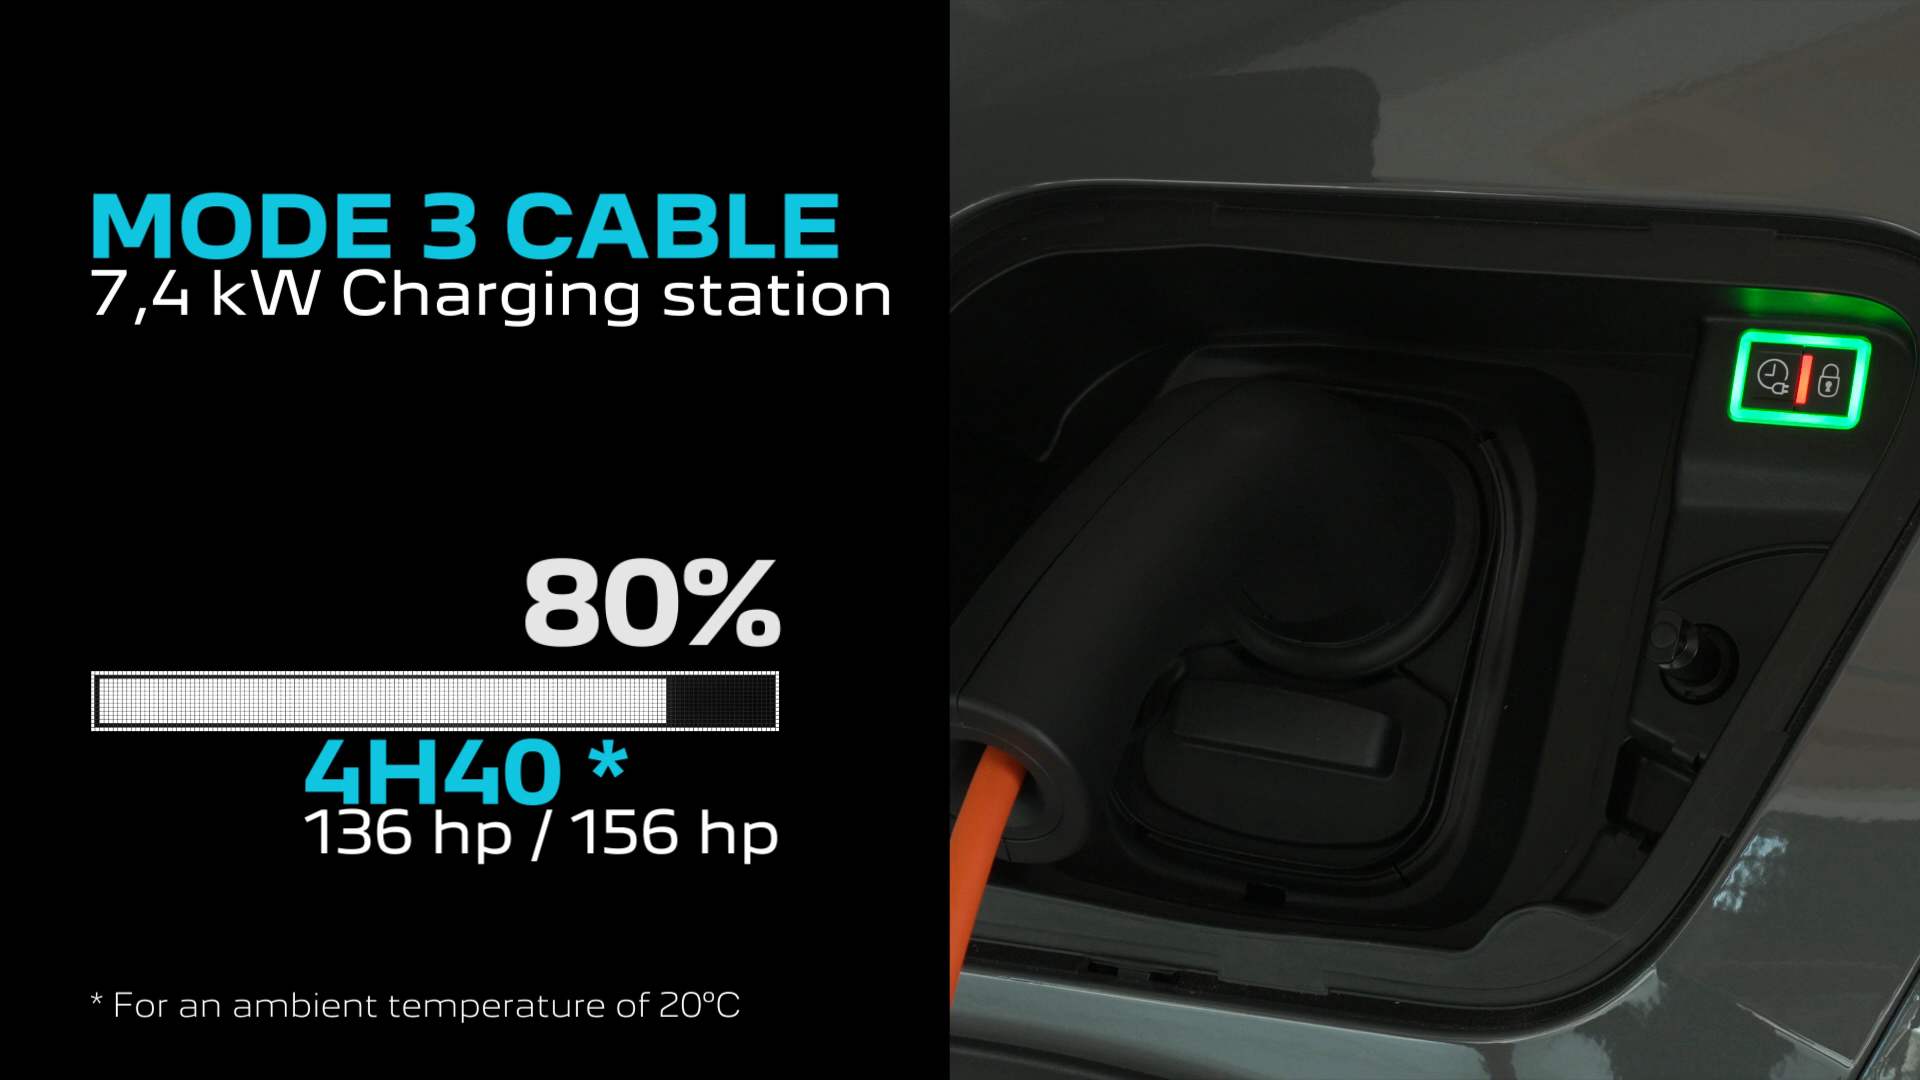 MODE 3 CABLE
7,4 kW Charging station
80%
4H40 *
136 hp / 156 hp
* For an ambient temperature of 20°C